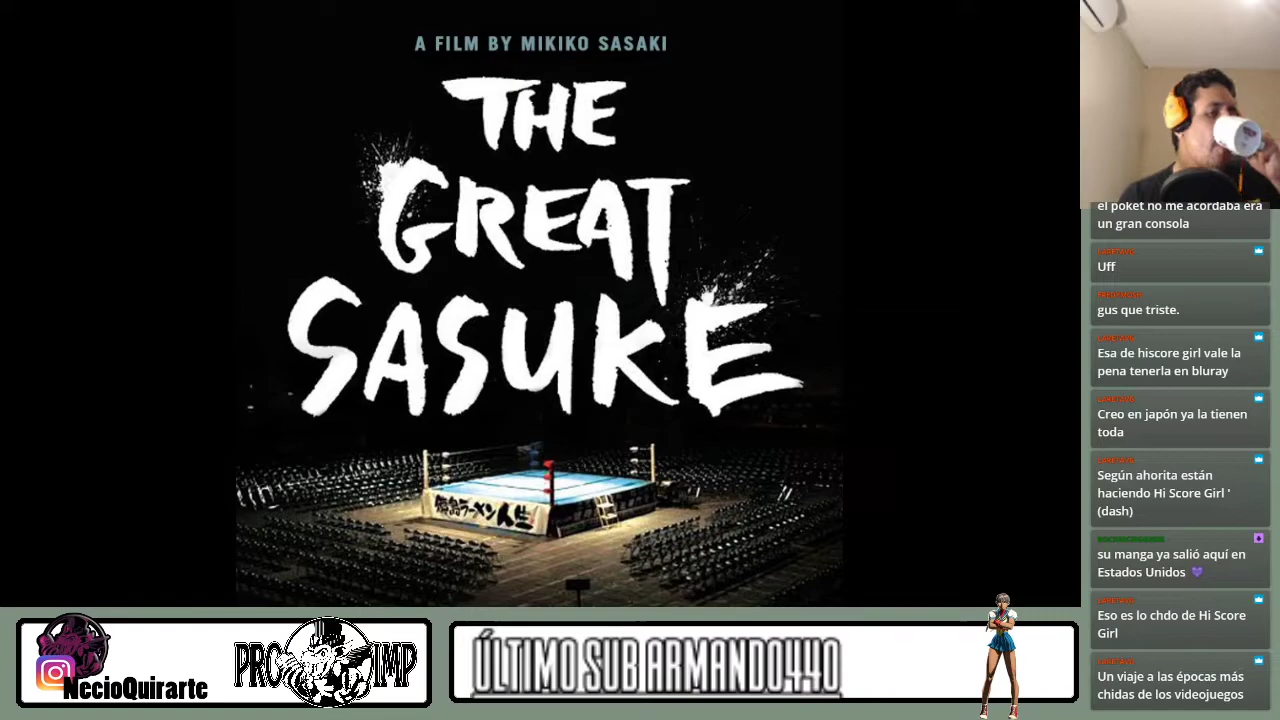 A FILM BY MIKIKO SASAKI
THE
GREAT
SASUKE
el poket no me acordaba era
un gran consola
Uff
gus que triste.
Esa de hiscore girl vale la
pena tenerla en bluray
Creo en japón ya la tienen
toda
Según ahorita están
haciendo Hi Score Girl '
(dash)
su manga ya salió aquí en
Estados Unidos 💜
Eso es lo chdo de Hi Score
Girl
Un viaje a las épocas más
chidas de los videojuegos
NecioQuirarte
ÚLTIMO SUB ARMANDO440